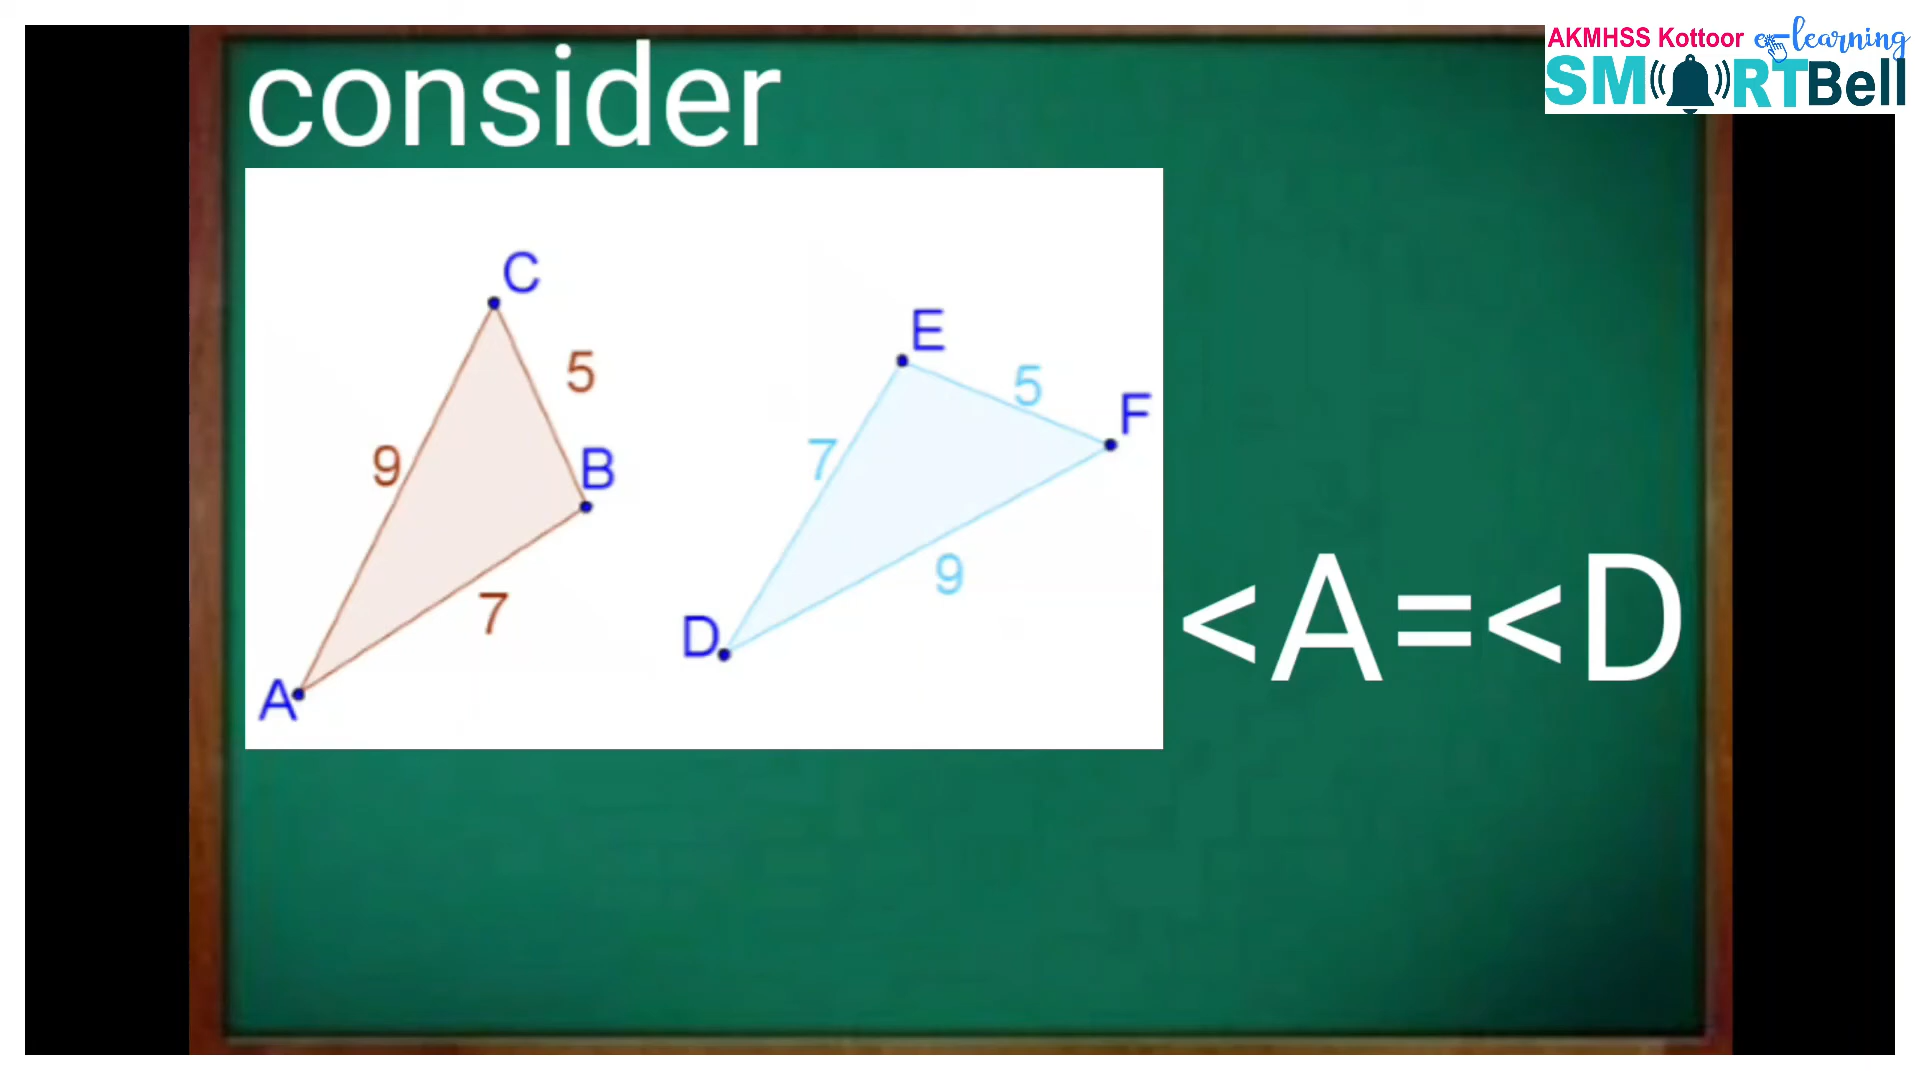 AKMHSS Kottoor e-learning
SMARTBell
consider
C
E
5
5
F
9
7
B
9
7
D
A
<A=<D